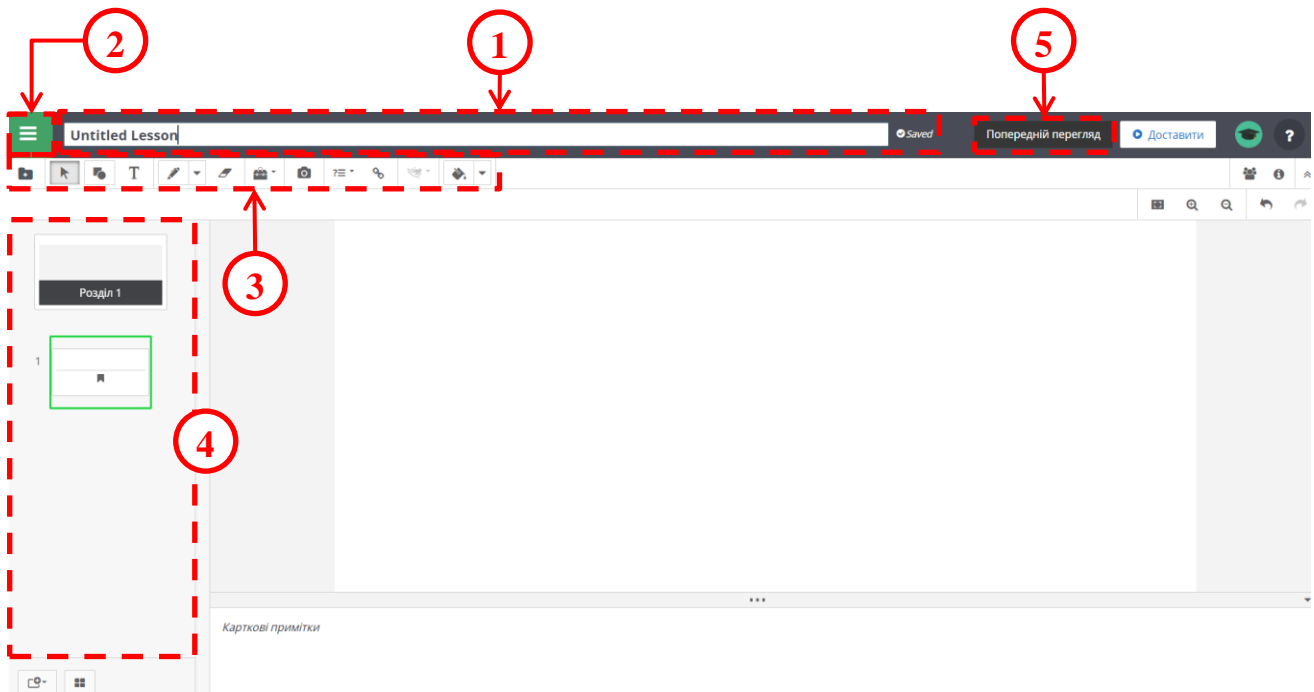 2
1
5
Untitled Lesson
Saved
Попередній перегляд
Доставити
?
T
?
3
Розділ 1
1
4
Карткові примітки